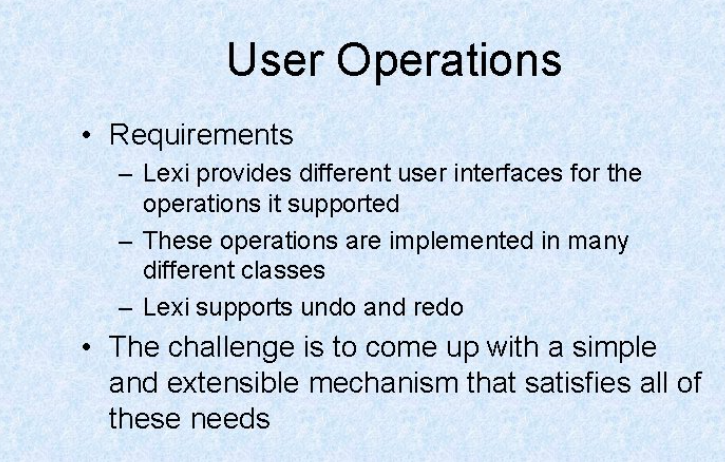 User Operations
• Requirements
– Lexi provides different user interfaces for the
operations it supported
– These operations are implemented in many
different classes
– Lexi supports undo and redo
• The challenge is to come up with a simple
and extensible mechanism that satisfies all of
these needs